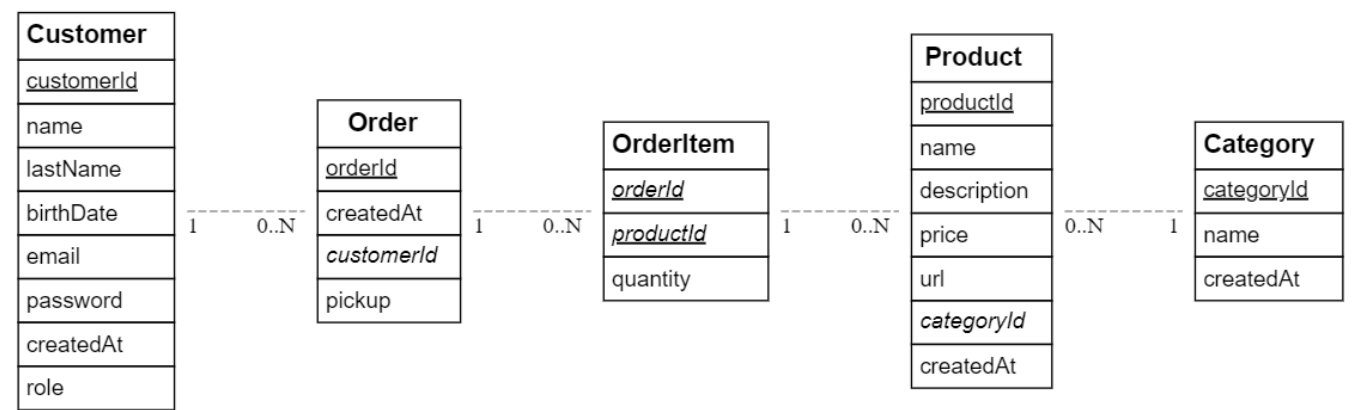 Customer
customerId
name
lastName
birthDate
email
password
createdAt
role
1
0..N
Order
orderId
createdAt
customerId
pickup
1
0..N
OrderItem
orderId
productId
quantity
1
0..N
Product
productId
name
description
price
url
categoryId
createdAt
0..N
1
Category
categoryId
name
createdAt